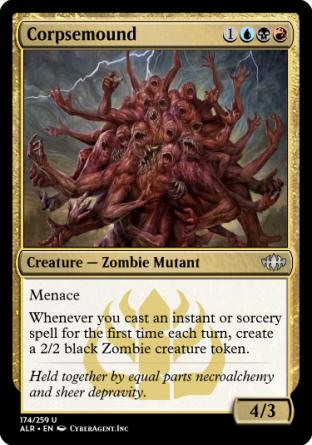 Corpsemound 1
Creature — Zombie Mutant
Menace
Whenever you cast an instant or sorcery
spell for the first time each turn, create
a 2/2 black Zombie creature token.
Held together by equal parts necroalchemy
and sheer depravity.
4/3
174/259 U
ALR • EN CyberAgent.Inc